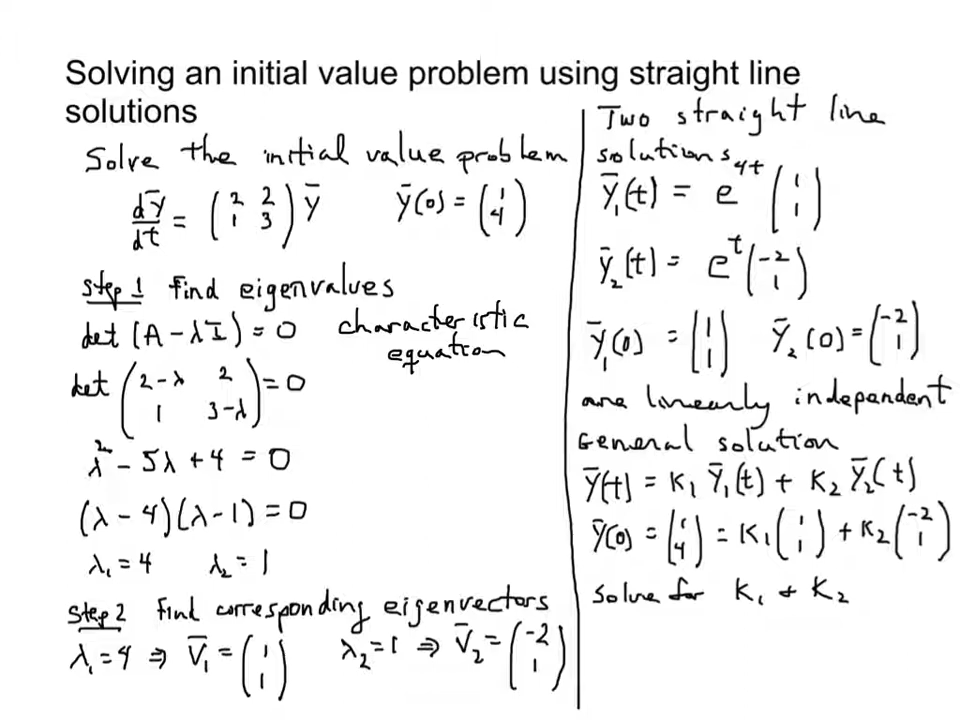 Solving an initial value problem using straight line
solutions
Solve the initial value problem
dȲ/dt = (2 2; 1 3) Ȳ   Ȳ(0) = (1; 4)
Step 1 Find eigenvalues
det (A - λI) = 0   characteristic
equation
det (2-λ 2; 1 3-λ) = 0
λ² - 5λ + 4 = 0
(λ - 4)(λ - 1) = 0
λ₁ = 4   λ₂ = 1
Step 2 Find corresponding eigenvectors
λ₁ = 4 ⇒ V̄₁ = (1; 1)   λ₂ = 1 ⇒ V̄₂ = (-2; 1)
Two straight line
solutions
Ȳ₁(t) = e^{4t} (1; 1)
Ȳ₂(t) = e^{t} (-2; 1)
Ȳ₁(0) = (1; 1)   Ȳ₂(0) = (-2; 1)
are linearly independent
General solution
Ȳ(t) = K₁ Ȳ₁(t) + K₂ Ȳ₂(t)
Ȳ(0) = (1; 4) = K₁ (1; 1) + K₂ (-2; 1)
Solve for K₁ + K₂